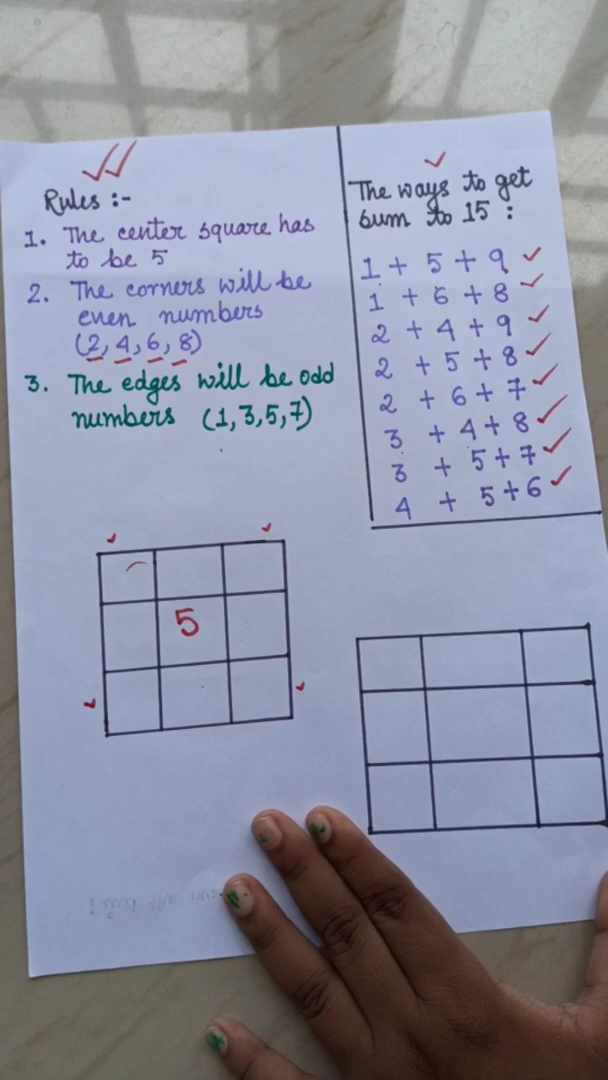 Rules :-
1. The center square has
to be 5
2. The corners will be
even numbers
(2, 4, 6, 8)
3. The edges will be odd
numbers (1, 3, 5, 7)
The ways to get
sum to 15 :
1 + 5 + 9
1 + 6 + 8
2 + 4 + 9
2 + 5 + 8
2 + 6 + 7
3 + 4 + 8
3 + 5 + 7
4 + 5 + 6
5